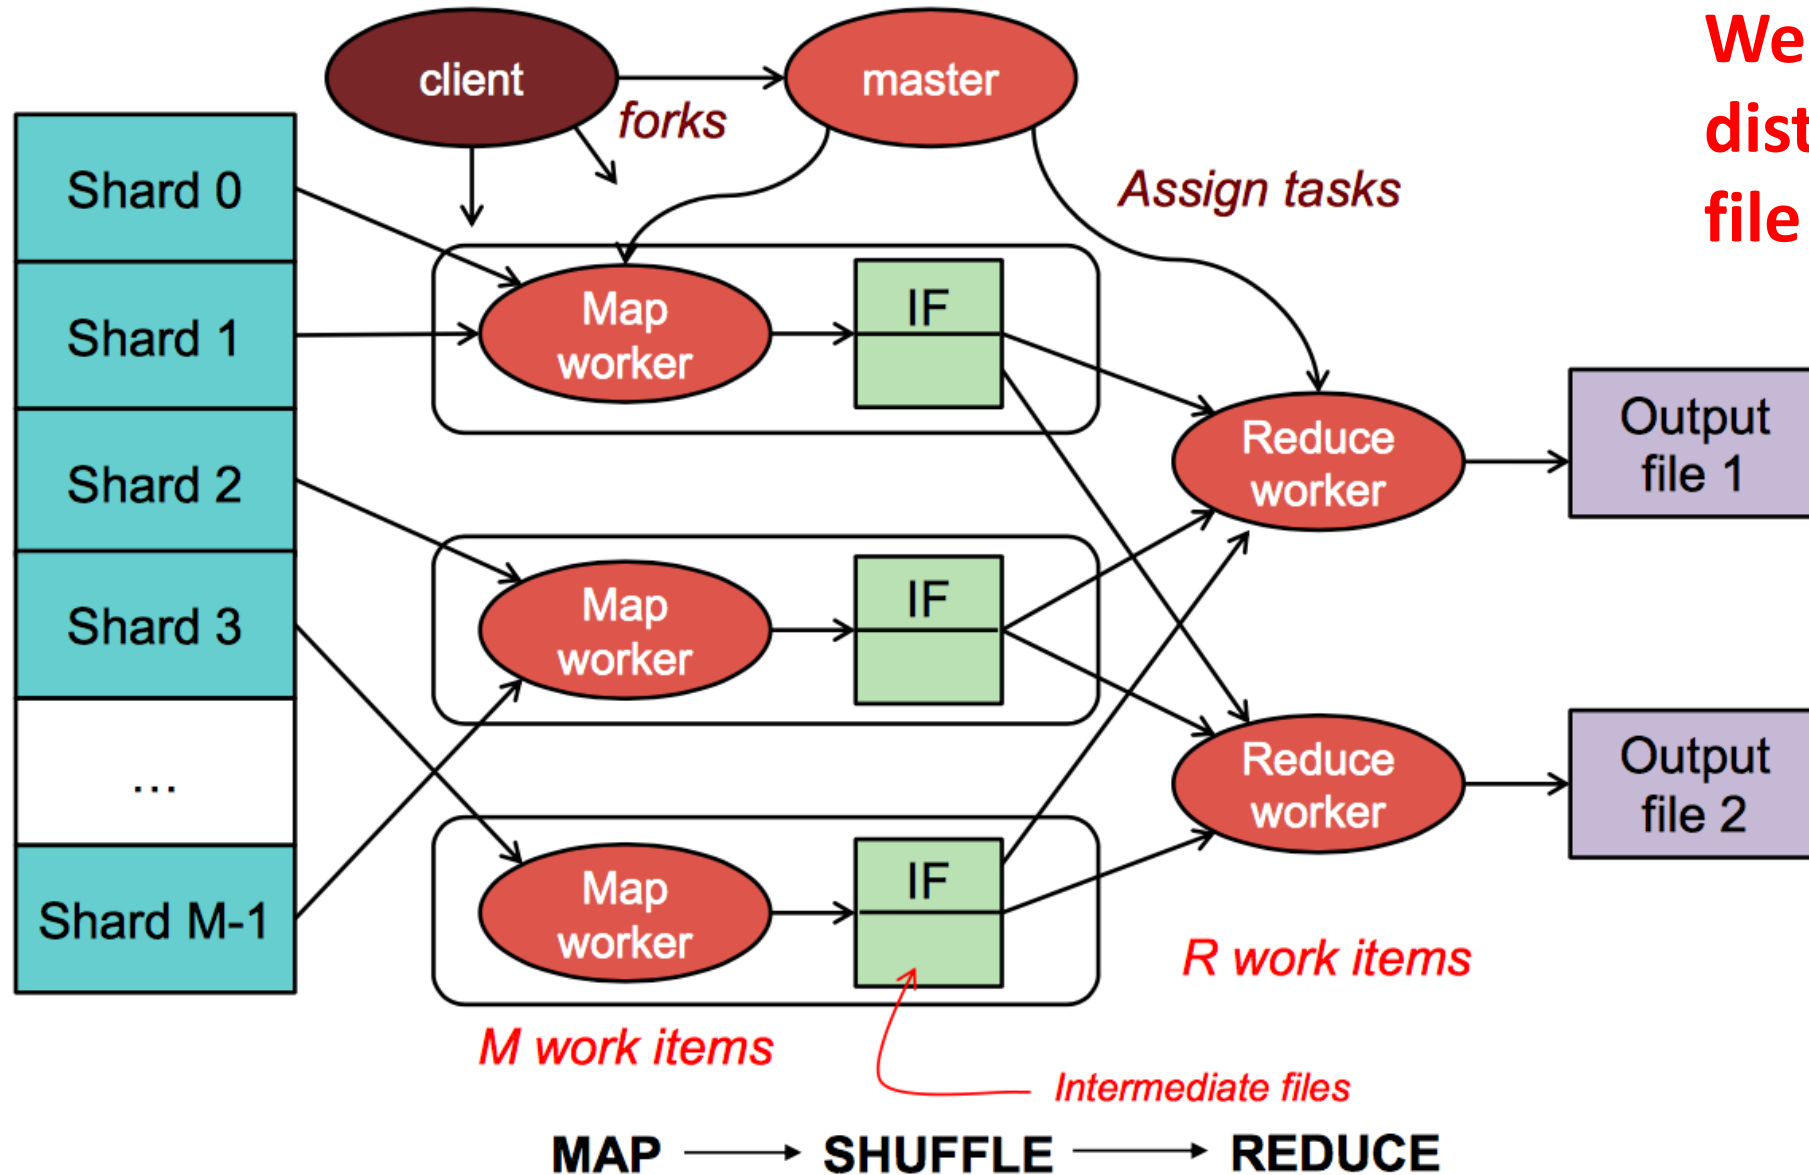 client
master
forks
Assign tasks
We
dist
file
Shard 0
Shard 1
Shard 2
Shard 3
...
Shard M-1
Map
worker
IF
Map
worker
IF
Map
worker
IF
Reduce
worker
Reduce
worker
Output
file 1
Output
file 2
R work items
M work items
Intermediate files
MAP SHUFFLE REDUCE